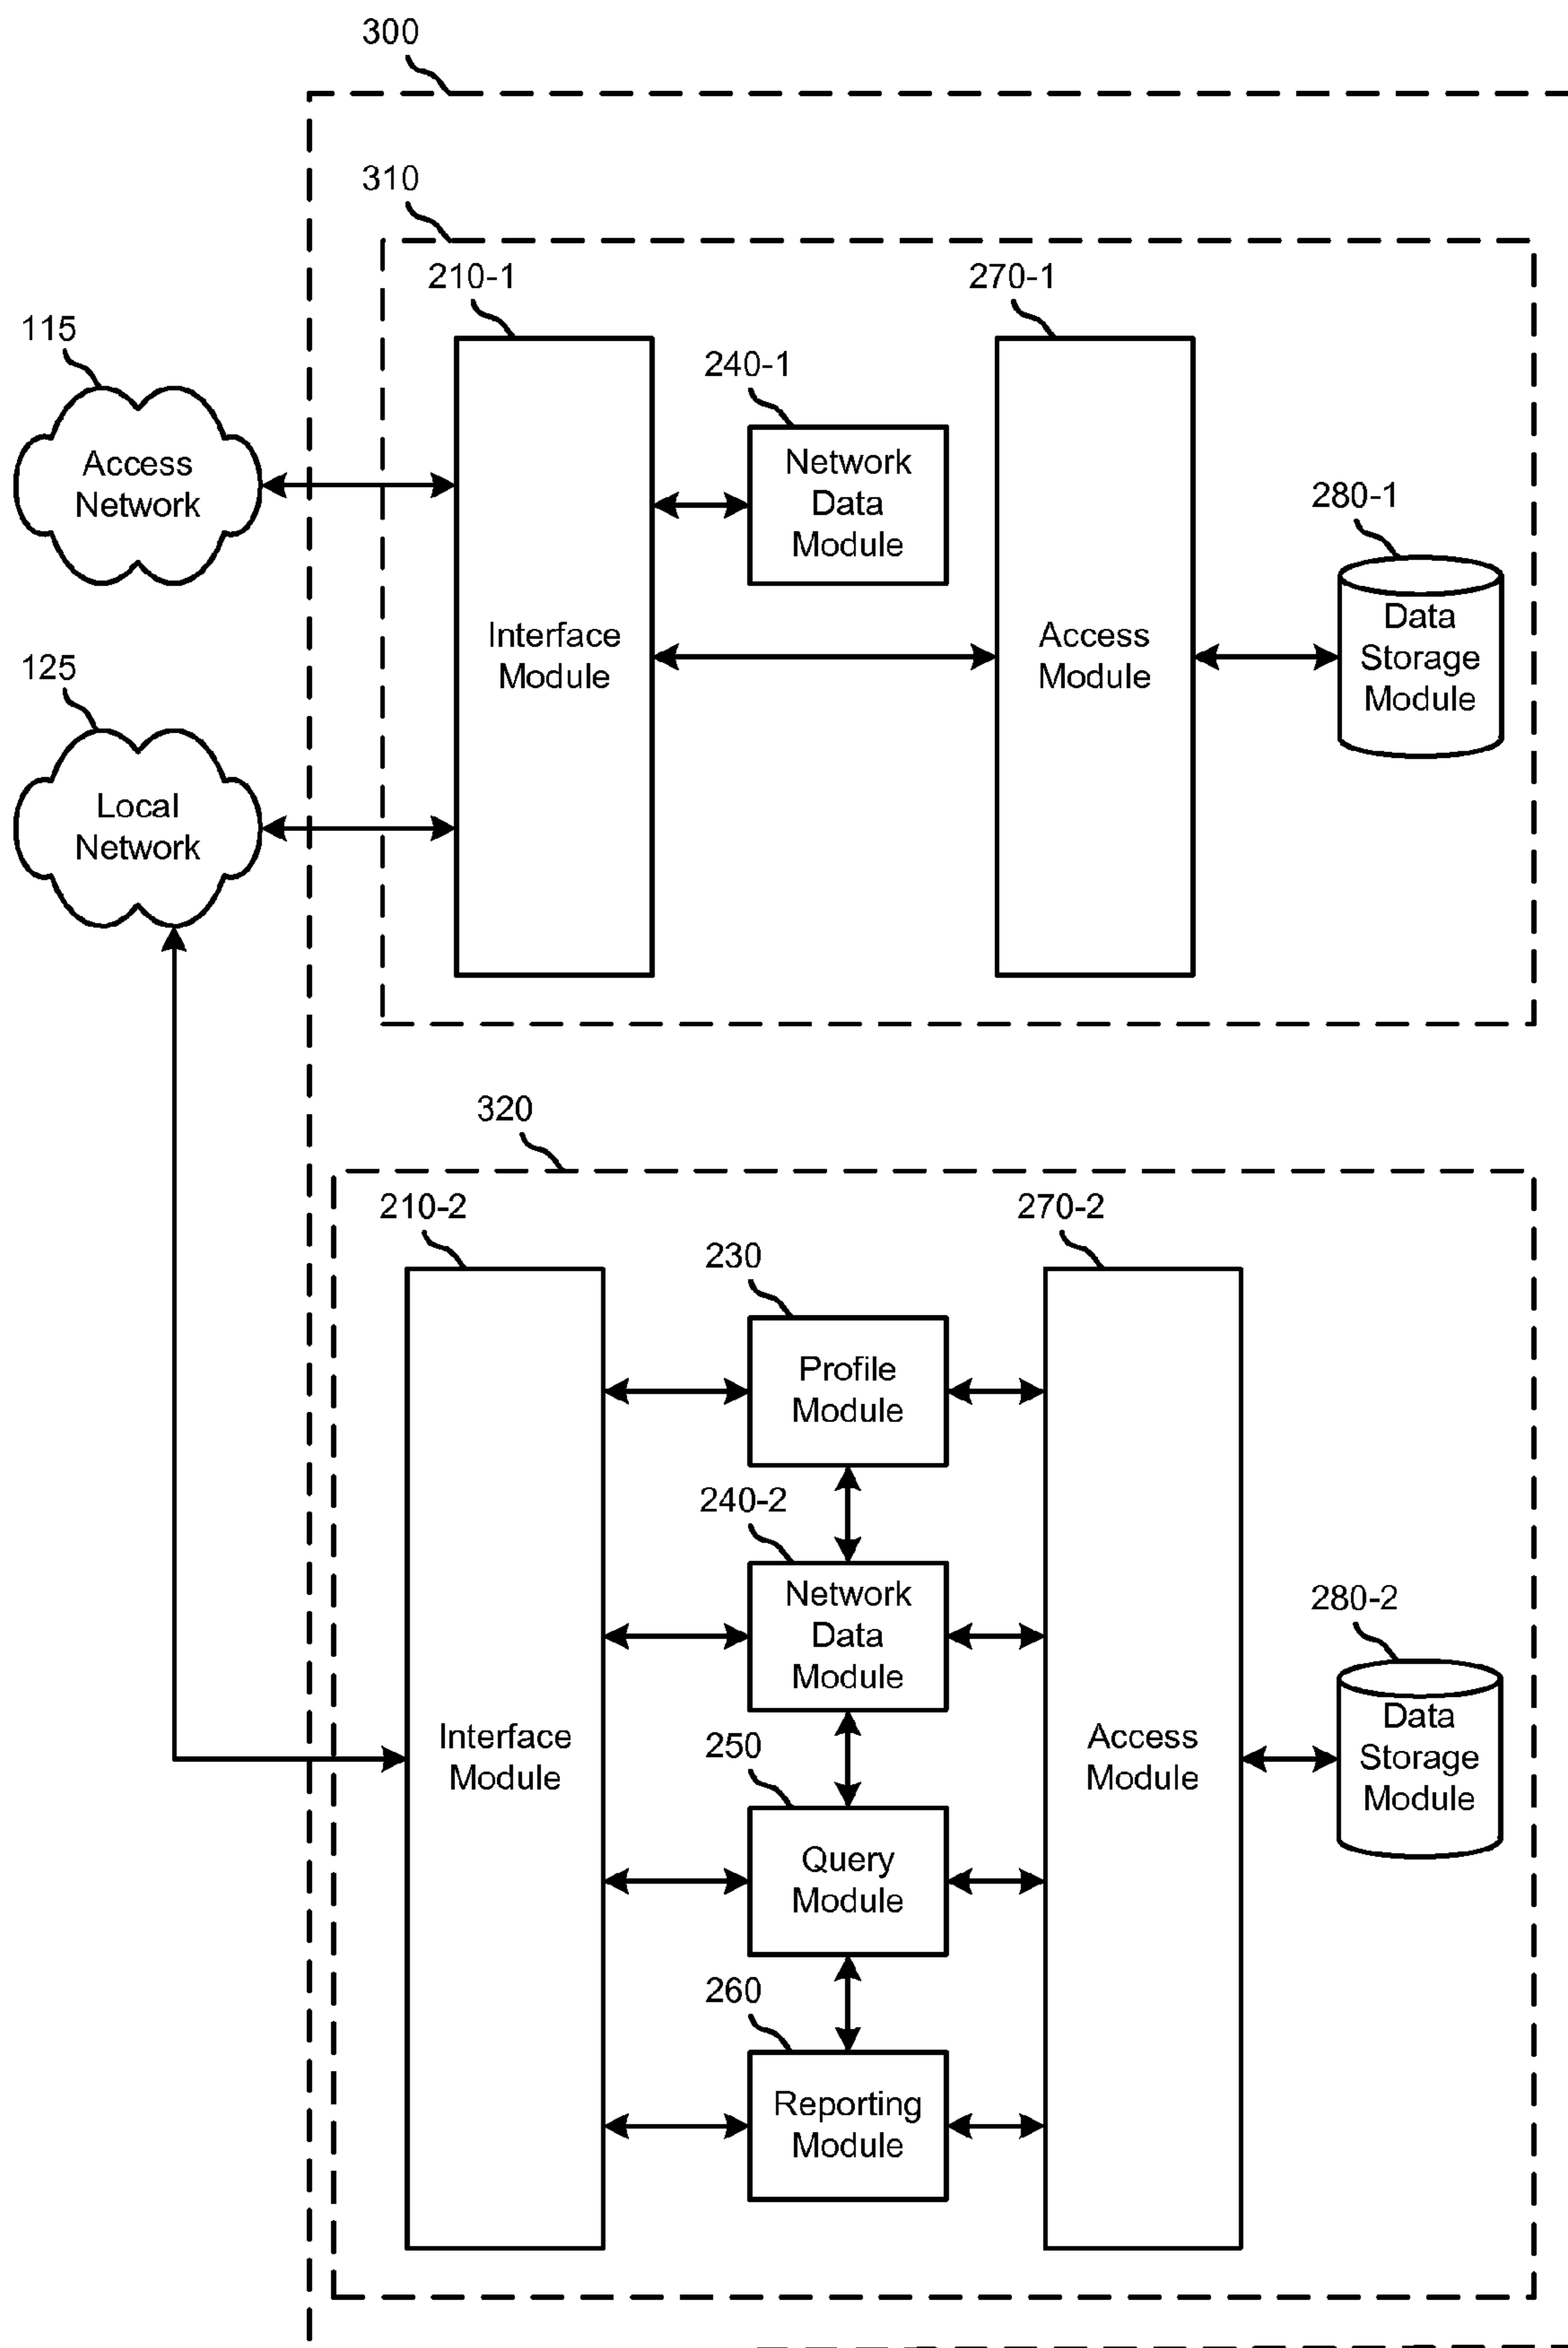 300
310
210-1
270-1
115
240-1
Access
Network
Network
Data
Module
280-1
Interface
Module
Access
Module
Data
Storage
Module
125
Local
Network
320
210-2
270-2
230
Profile
Module
240-2
Network
Data
Module
280-2
Interface
Module
250
Access
Module
Data
Storage
Module
Query
Module
260
Reporting
Module